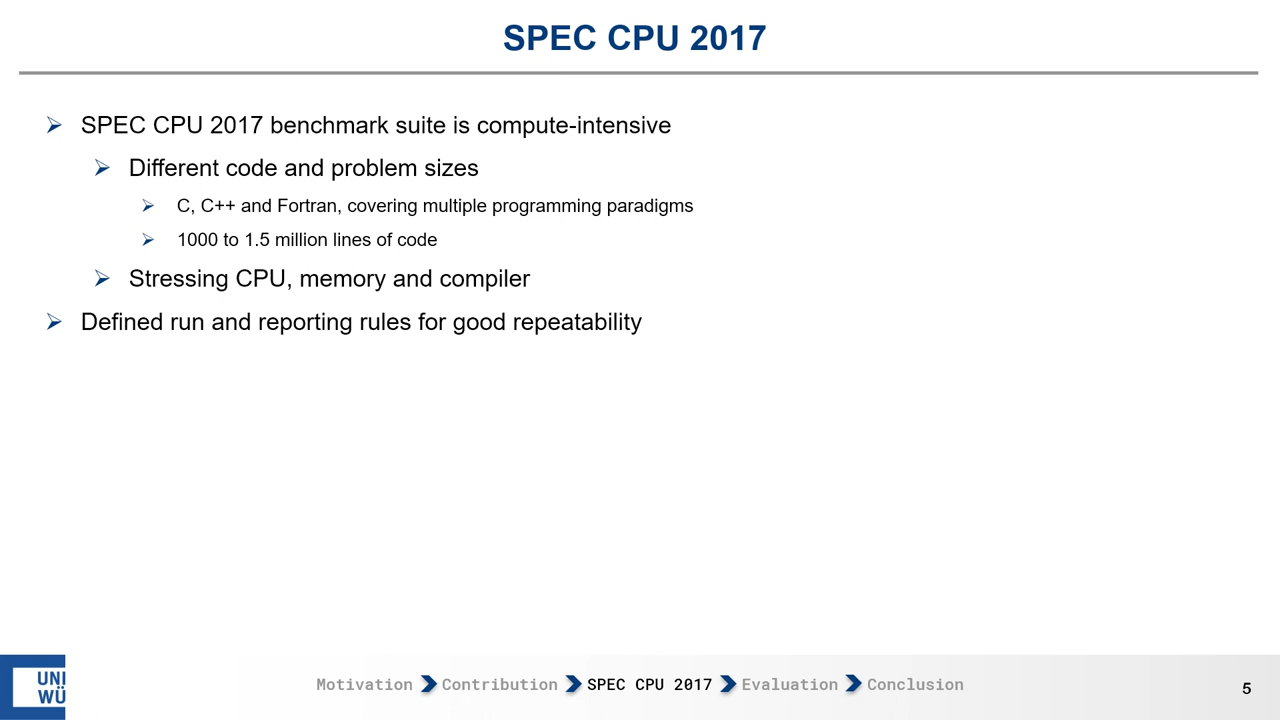 SPEC CPU 2017
SPEC CPU 2017 benchmark suite is compute-intensive
Different code and problem sizes
C, C++ and Fortran, covering multiple programming paradigms
1000 to 1.5 million lines of code
Stressing CPU, memory and compiler
Defined run and reporting rules for good repeatability
UNI
WÜ
Motivation Contribution SPEC CPU 2017 Evaluation Conclusion
5